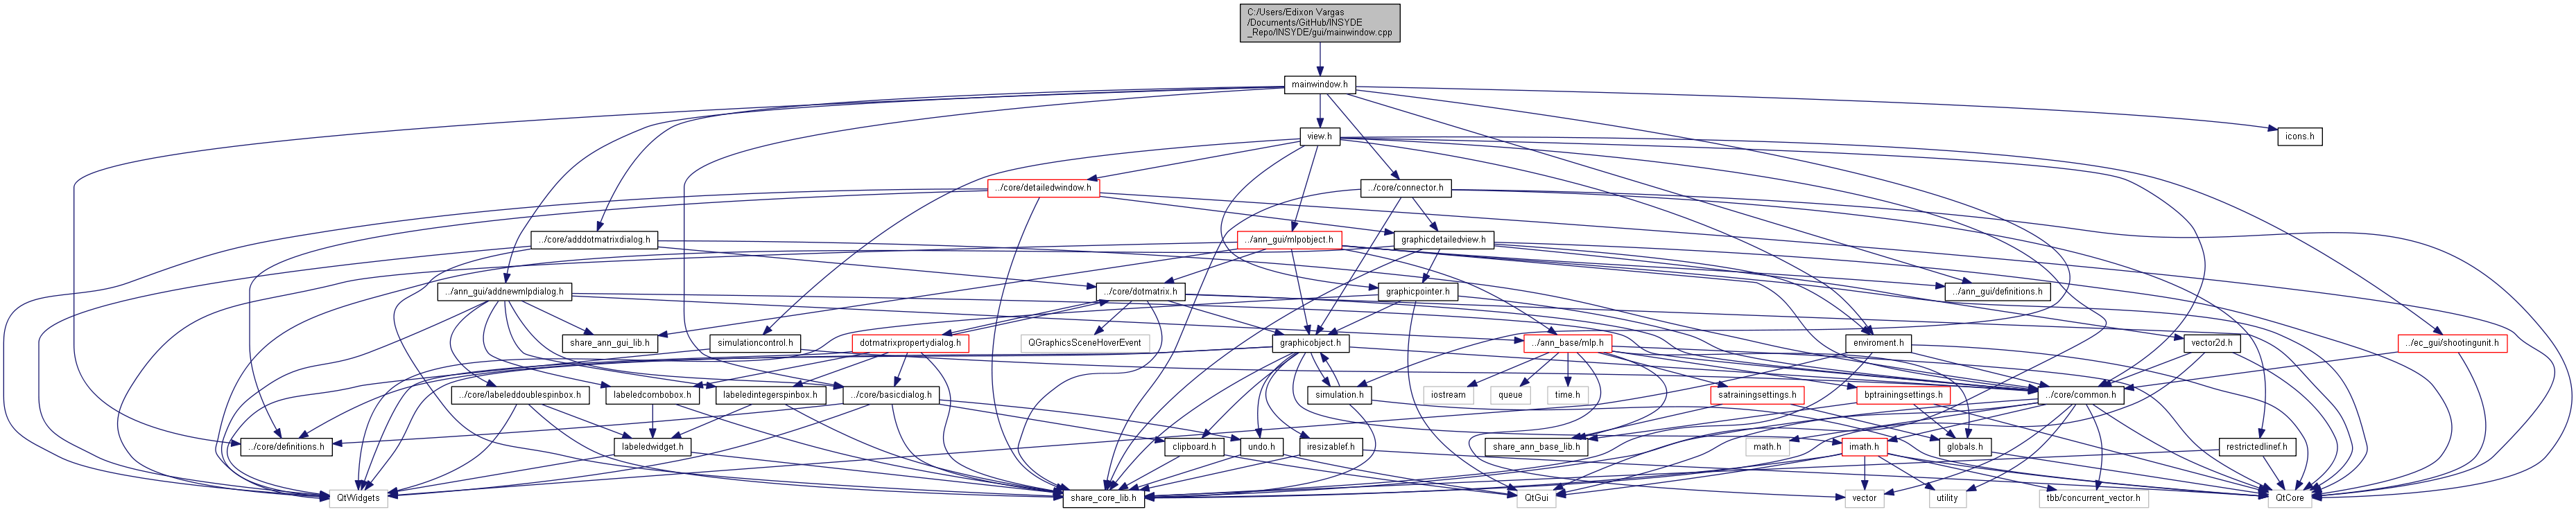 C:/Users/Edixon Vargas
/Documents/GitHub/INSYDE
_Repo/INSYDE/gui/mainwindow.cpp
mainwindow.h
view.h
icons.h
../core/detailedwindow.h
../core/connector.h
../core/adddotmatrixdialog.h
../ann_gui/mlpobject.h
graphicdetailedview.h
../ann_gui/addnewmlpdialog.h
../core/dotmatrix.h
graphicpointer.h
../ann_gui/definitions.h
share_ann_gui_lib.h
simulationcontrol.h
dotmatrixpropertydialog.h
QGraphicsSceneHoverEvent
graphicobject.h
../ann_base/mlp.h
enviroment.h
vector2d.h
../ec_gui/shootingunit.h
../core/labeleddoublespinbox.h
labeledcombobox.h
labeledintegerspinbox.h
../core/basicdialog.h
simulation.h
iostream
queue
time.h
satrainingsettings.h
bptrainingsettings.h
../core/common.h
../core/definitions.h
labeledwidget.h
clipboard.h
undo.h
iresizablef.h
share_ann_base_lib.h
math.h
imath.h
globals.h
restrictedlinef.h
QtWidgets
share_core_lib.h
QtGui
vector
utility
tbb/concurrent_vector.h
QtCore